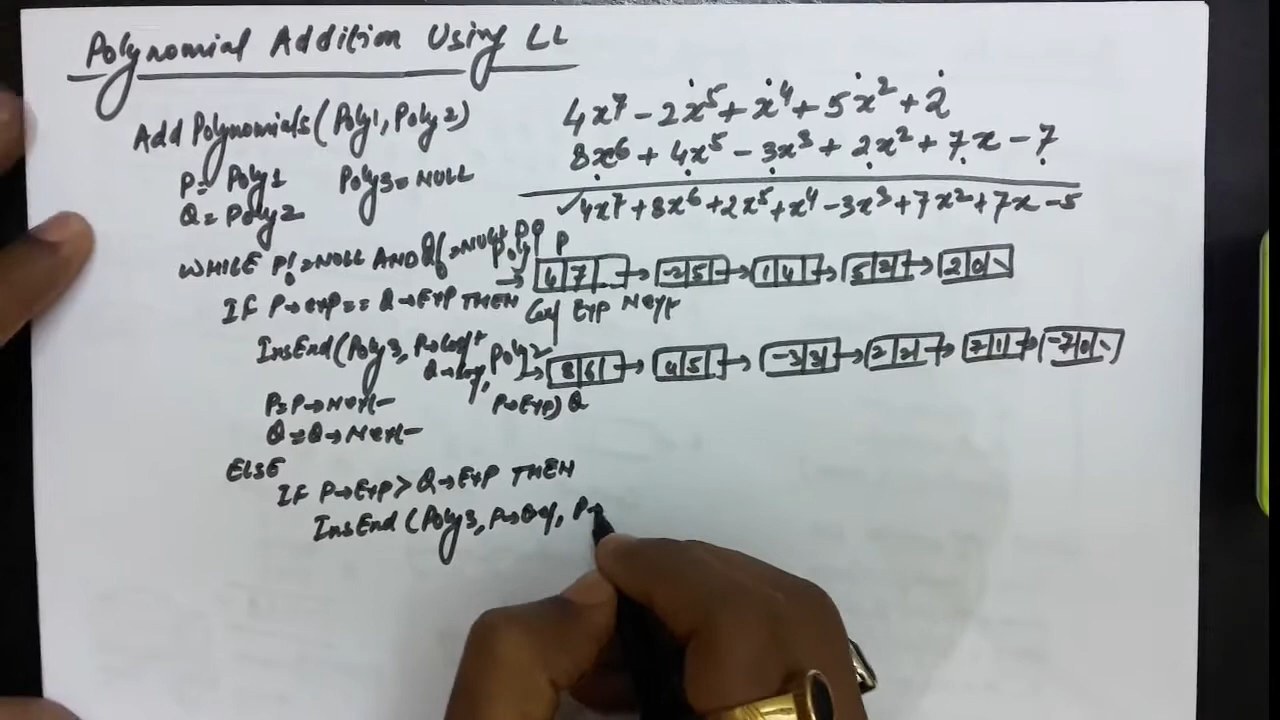 Polynomial Addition Using LL
Add Polynomials (Poly1, Poly2)
P = Poly1 Poly3 = NULL
Q = Poly2
4x⁷ - 2x⁵ + x⁴ + 5x² + 2
8x⁶ + 4x⁵ - 3x³ + 2x² + 7x - 7
✓4x⁷ + 8x⁶ + 2x⁵ + x⁴ - 3x³ + 7x² + 7x - 5
WHILE P != NULL AND Q != NULL
IF P→EXP == Q→EXP THEN
InsEnd (Poly3, P→Coef +
Q→Coef,
P→EXP)
P = P→Next
Q = Q→Next
ELSE
IF P→EXP > Q→EXP THEN
InsEnd (Poly3, P→Coef, P→
Poly P
→ 4|7 → -2|5 → 1|4 → 5|2 → 2|0|\
Coef EXP Next
Poly2
→ 8|6 → 4|5 → -3|3 → 2|2 → 7|1 → -7|0|\
Q